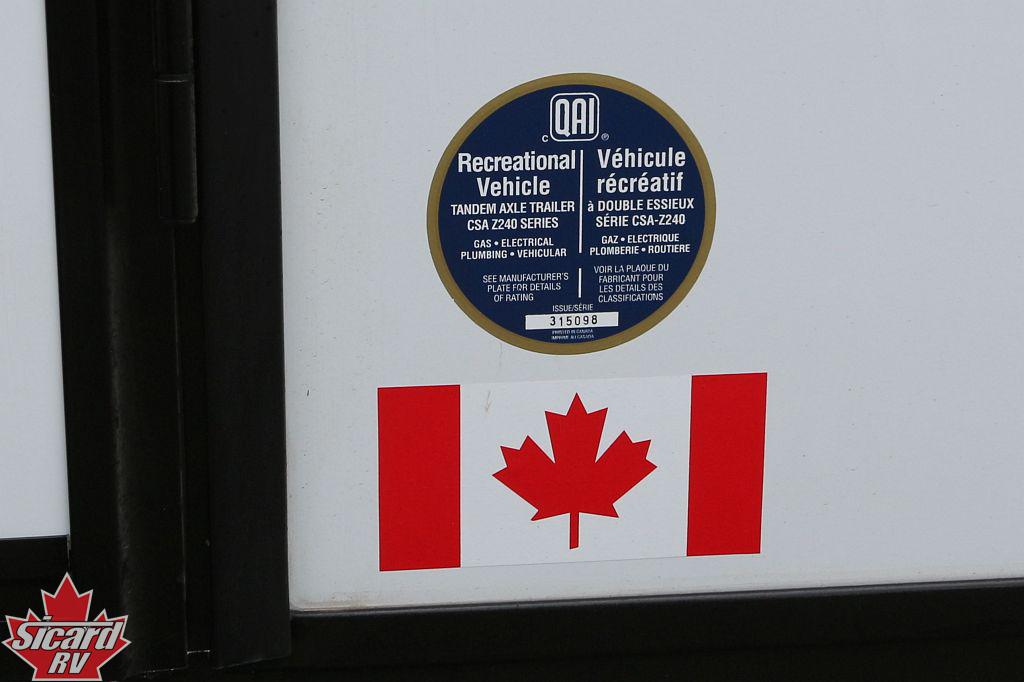 QAI
C ®
Recreational
Vehicle
TANDEM AXLE TRAILER
CSA Z240 SERIES
GAS • ELECTRICAL
PLUMBING • VEHICULAR
SEE MANUFACTURER'S
PLATE FOR DETAILS
OF RATING
Véhicule
récréatif
à DOUBLE ESSIEUX
SÉRIE CSA-Z240
GAZ • ELECTRIQUE
PLOMBERIE • ROUTIERE
VOIR LA PLAQUE DU
FABRICANT POUR
LES DETAILS DES
CLASSIFICATIONS
ISSUE/SÉRIE
315098
PRINTED IN CANADA
IMPRIMÉ AU CANADA
Sicard
RV